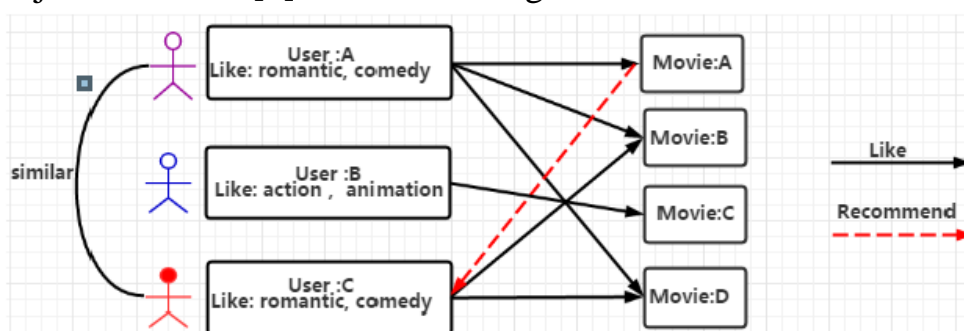 User :A
Like: romantic, comedy
Movie:A
Movie:B
Like
similar
User :B
Like: action , animation
Movie:C
Recommend
User :C
Like: romantic, comedy
Movie:D